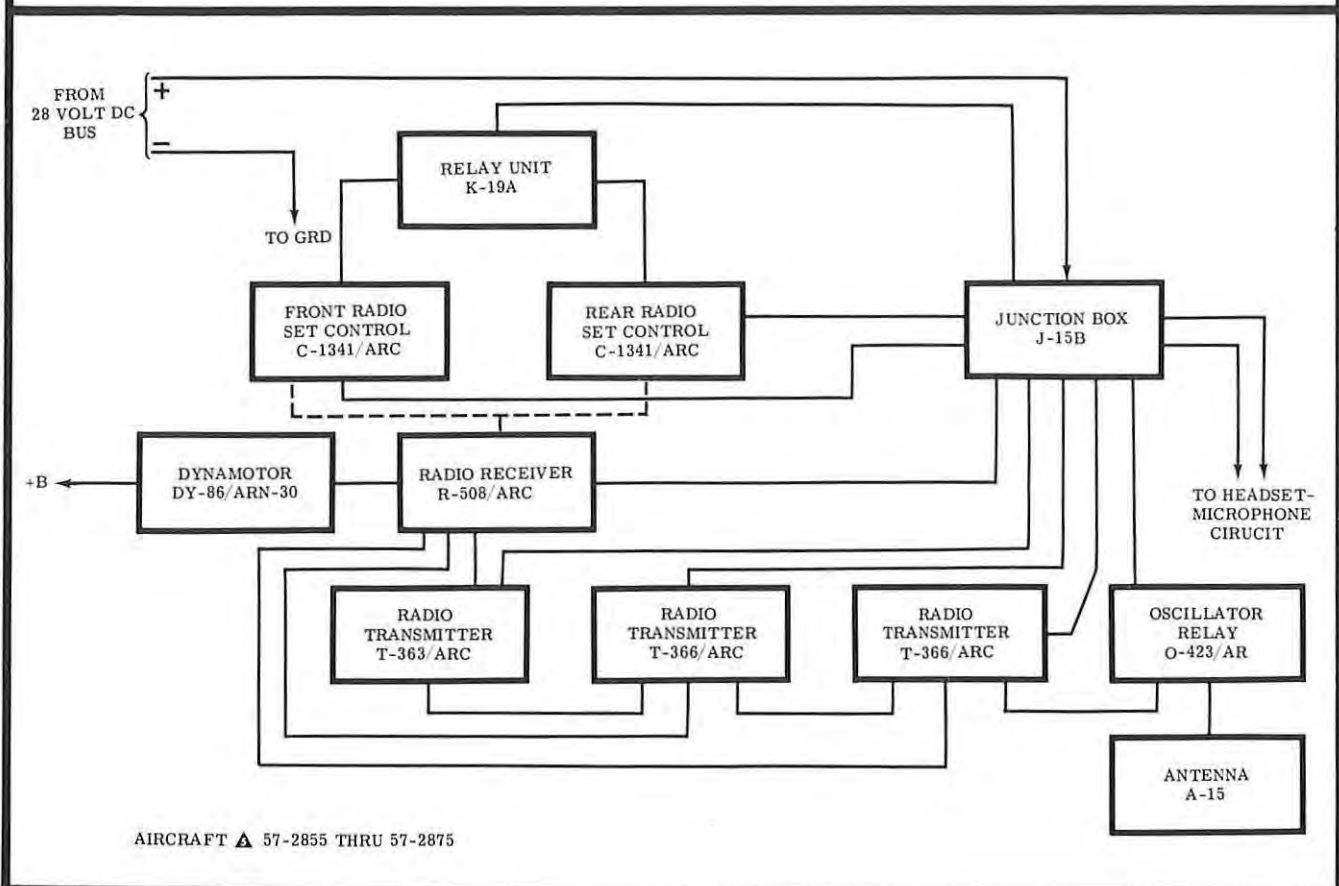 FROM
28 VOLT DC
BUS
+
−
TO GRD
RELAY UNIT
K-19A
FRONT RADIO
SET CONTROL
C-1341/ARC
REAR RADIO
SET CONTROL
C-1341/ARC
JUNCTION BOX
J-15B
+B
DYNAMOTOR
DY-86/ARN-30
RADIO RECEIVER
R-508/ARC
TO HEADSET-
MICROPHONE
CIRUCIT
RADIO
TRANSMITTER
T-363/ARC
RADIO
TRANSMITTER
T-366/ARC
RADIO
TRANSMITTER
T-366/ARC
OSCILLATOR
RELAY
O-423/AR
ANTENNA
A-15
AIRCRAFT 57-2855 THRU 57-2875